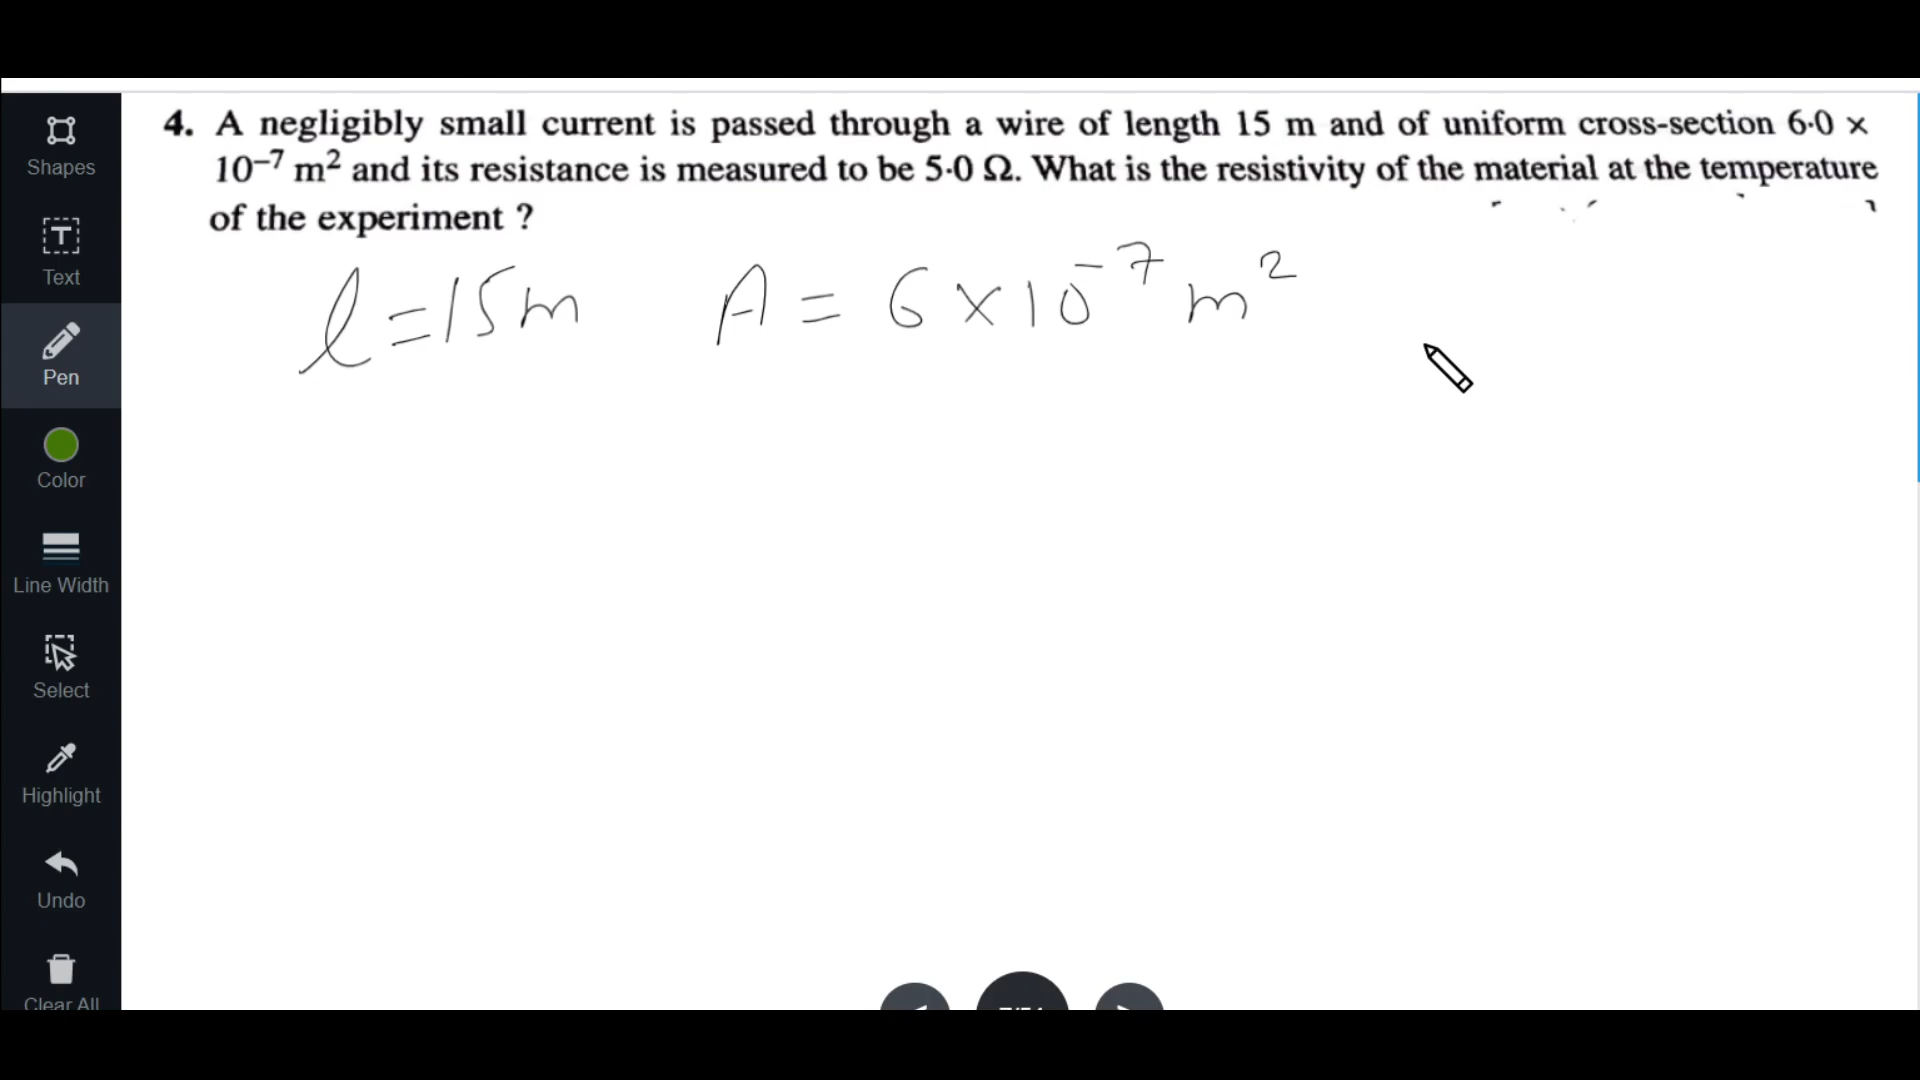 4. A negligibly small current is passed through a wire of length 15 m and of uniform cross-section 6·0 ×
10⁻⁷ m² and its resistance is measured to be 5·0 Ω. What is the resistivity of the material at the temperature
of the experiment ?
l = 15m A = 6 × 10⁻⁷ m²
Shapes
Text
Pen
Color
Line Width
Select
Highlight
Undo
Clear All